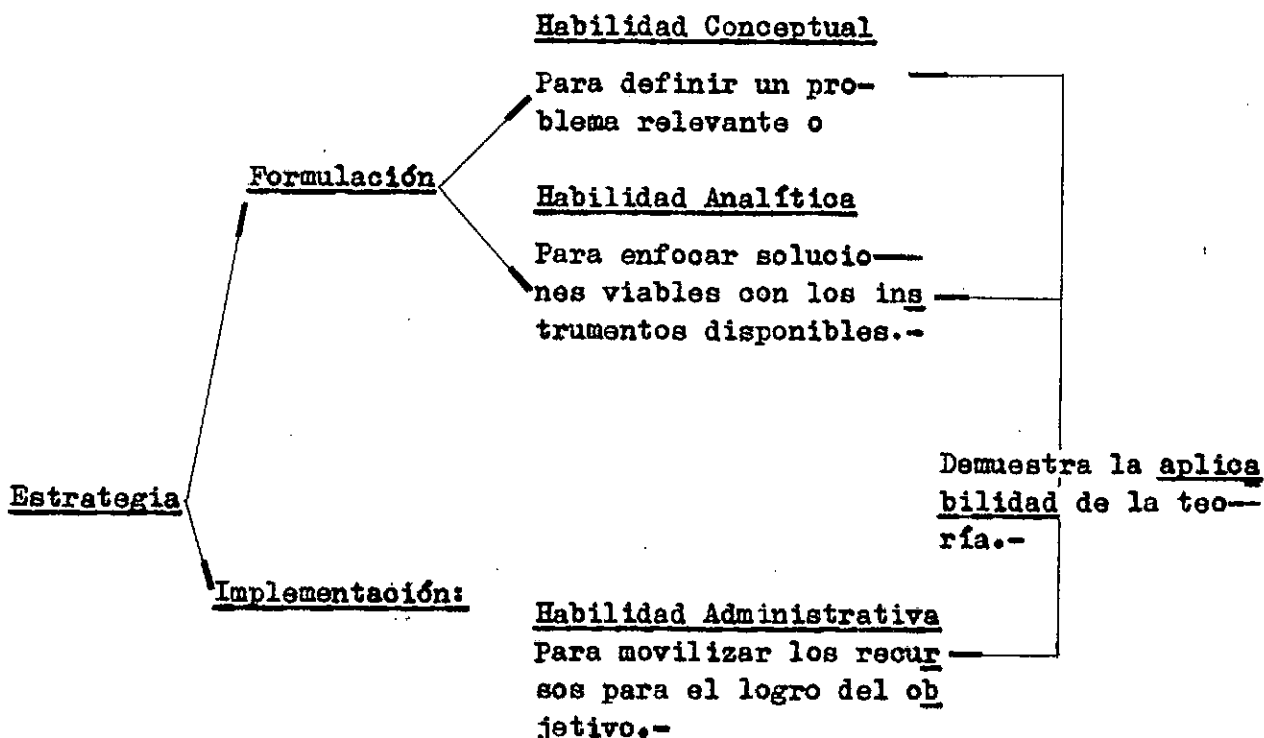 Habilidad Conceptual
Para definir un pro-
blema relevante o
Formulación
Habilidad Analítica
Para enfocar solucio—
nes viables con los ins
trumentos disponibles.-
Demuestra la aplica
bilidad de la teo—
ría.-
Estrategia
Implementación:
Habilidad Administrativa
Para movilizar los recur
sos para el logro del ob
jetivo.-